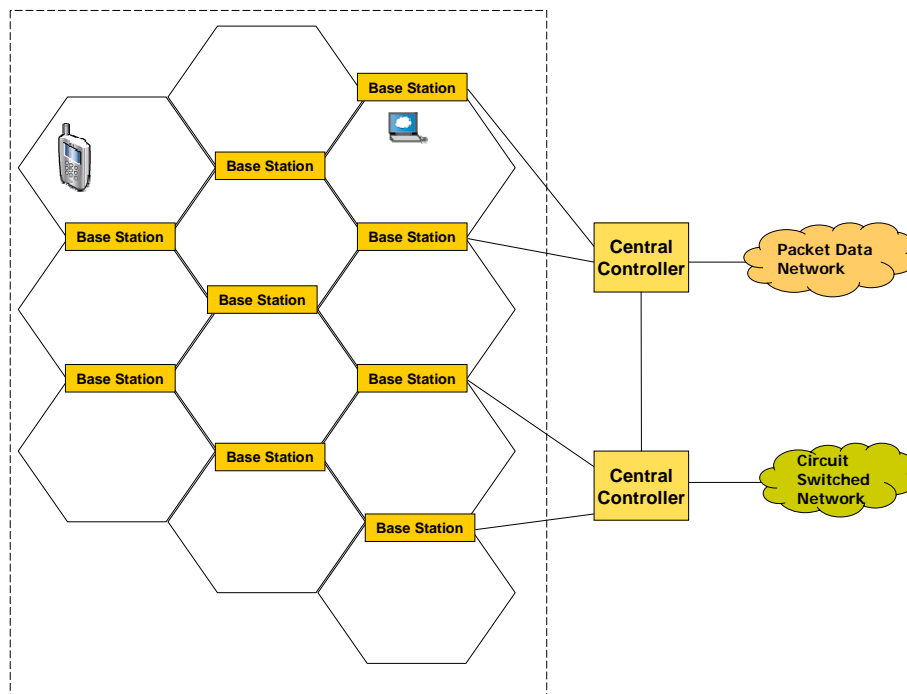 Base Station
Base Station
Base Station
Base Station
Central
Controller
Packet Data
Network
Base Station
Base Station
Base Station
Base Station
Central
Controller
Circuit
Switched
Network
Base Station